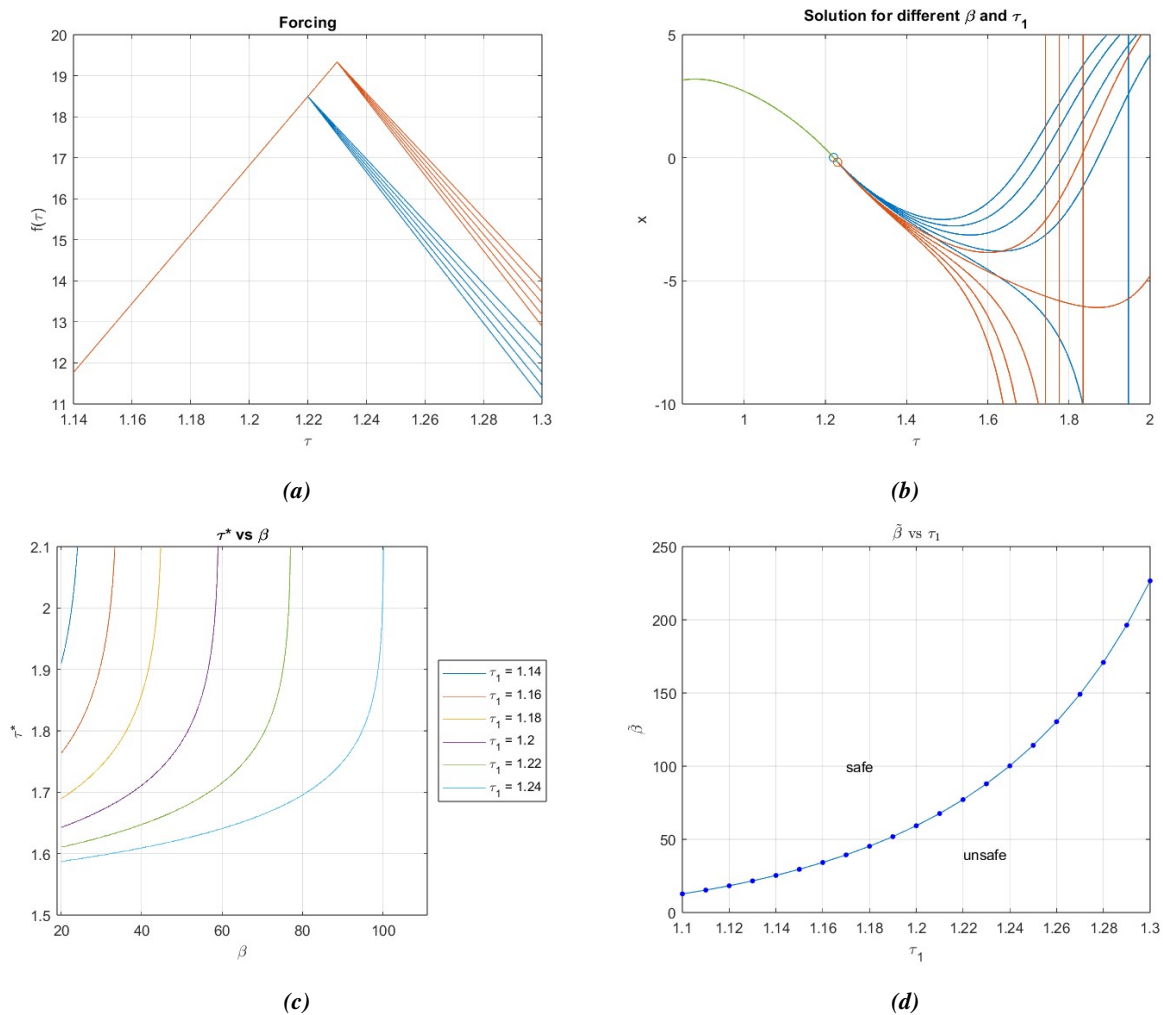 Forcing
20
19
18
17
16
15
14
13
12
11
f(τ)
1.14 1.16 1.18 1.2 1.22 1.24 1.26 1.28 1.3
τ
(a)
Solution for different β and τ1
5
0
-5
-10
x
1 1.2 1.4 1.6 1.8 2
τ
(b)
τ* vs β
2.1
2
1.9
1.8
1.7
1.6
1.5
τ*
20 40 60 80 100
β
τ1 = 1.14
τ1 = 1.16
τ1 = 1.18
τ1 = 1.2
τ1 = 1.22
τ1 = 1.24
(c)
β̃ vs τ1
250
200
150
100
50
0
β̃
safe
unsafe
1.1 1.12 1.14 1.16 1.18 1.2 1.22 1.24 1.26 1.28 1.3
τ1
(d)